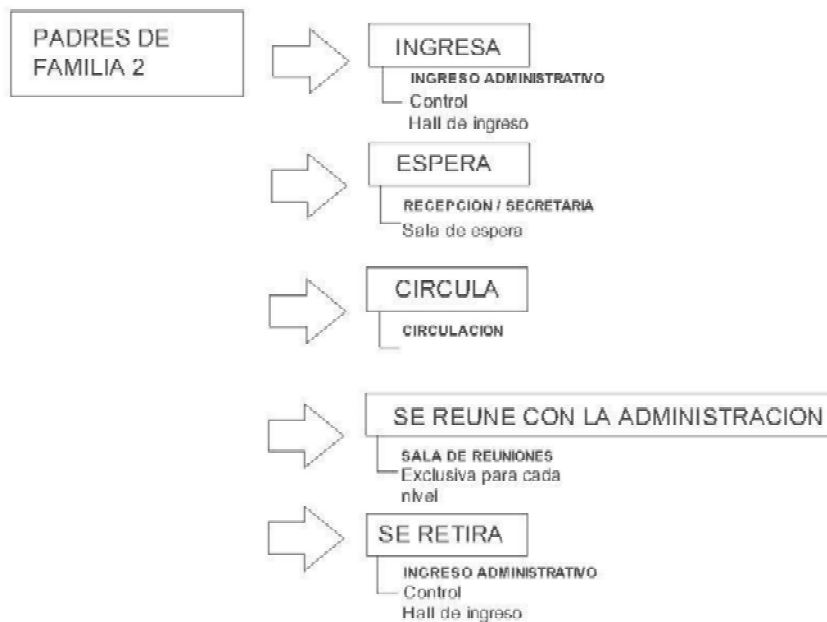 PADRES DE
FAMILIA 2
INGRESA
INGRESO ADMINISTRATIVO
Control
Hall de ingreso
ESPERA
RECEPCION / SECRETARIA
Sala de espera
CIRCULA
CIRCULACION
SE REUNE CON LA ADMINISTRACION
SALA DE REUNIONES
Exclusiva para cada
nivel
SE RETIRA
INGRESO ADMINISTRATIVO
Control
Hall de ingreso